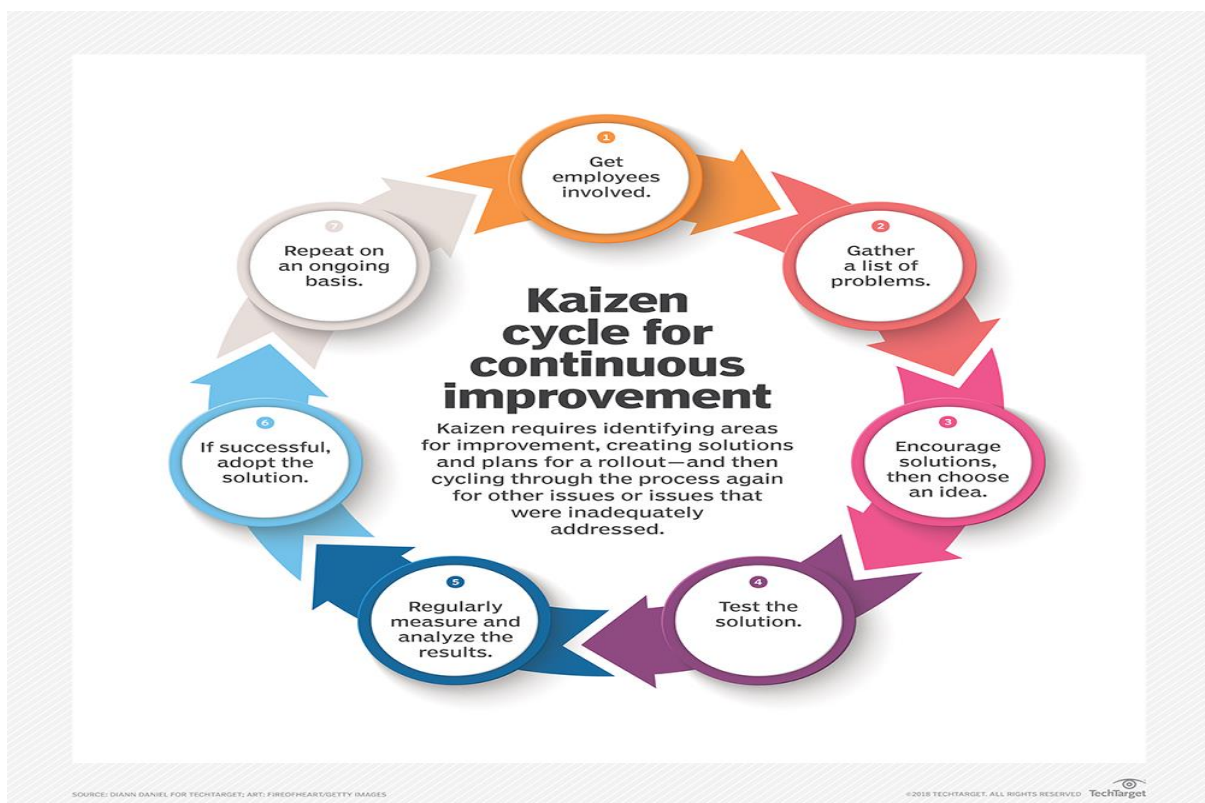 Kaizen
cycle for
continuous
improvement
Kaizen requires identifying areas
for improvement, creating solutions
and plans for a rollout—and then
cycling through the process again
for other issues or issues that
were inadequately
addressed.
1
Get
employees
involved.
2
Gather
a list of
problems.
3
Encourage
solutions,
then choose
an idea.
4
Test the
solution.
5
Regularly
measure and
analyze the
results.
6
If successful,
adopt the
solution.
7
Repeat on
an ongoing
basis.
SOURCE: DIANN DANIEL FOR TECHTARGET; ART: FIREOFHEART/GETTY IMAGES
©2018 TECHTARGET. ALL RIGHTS RESERVED TechTarget